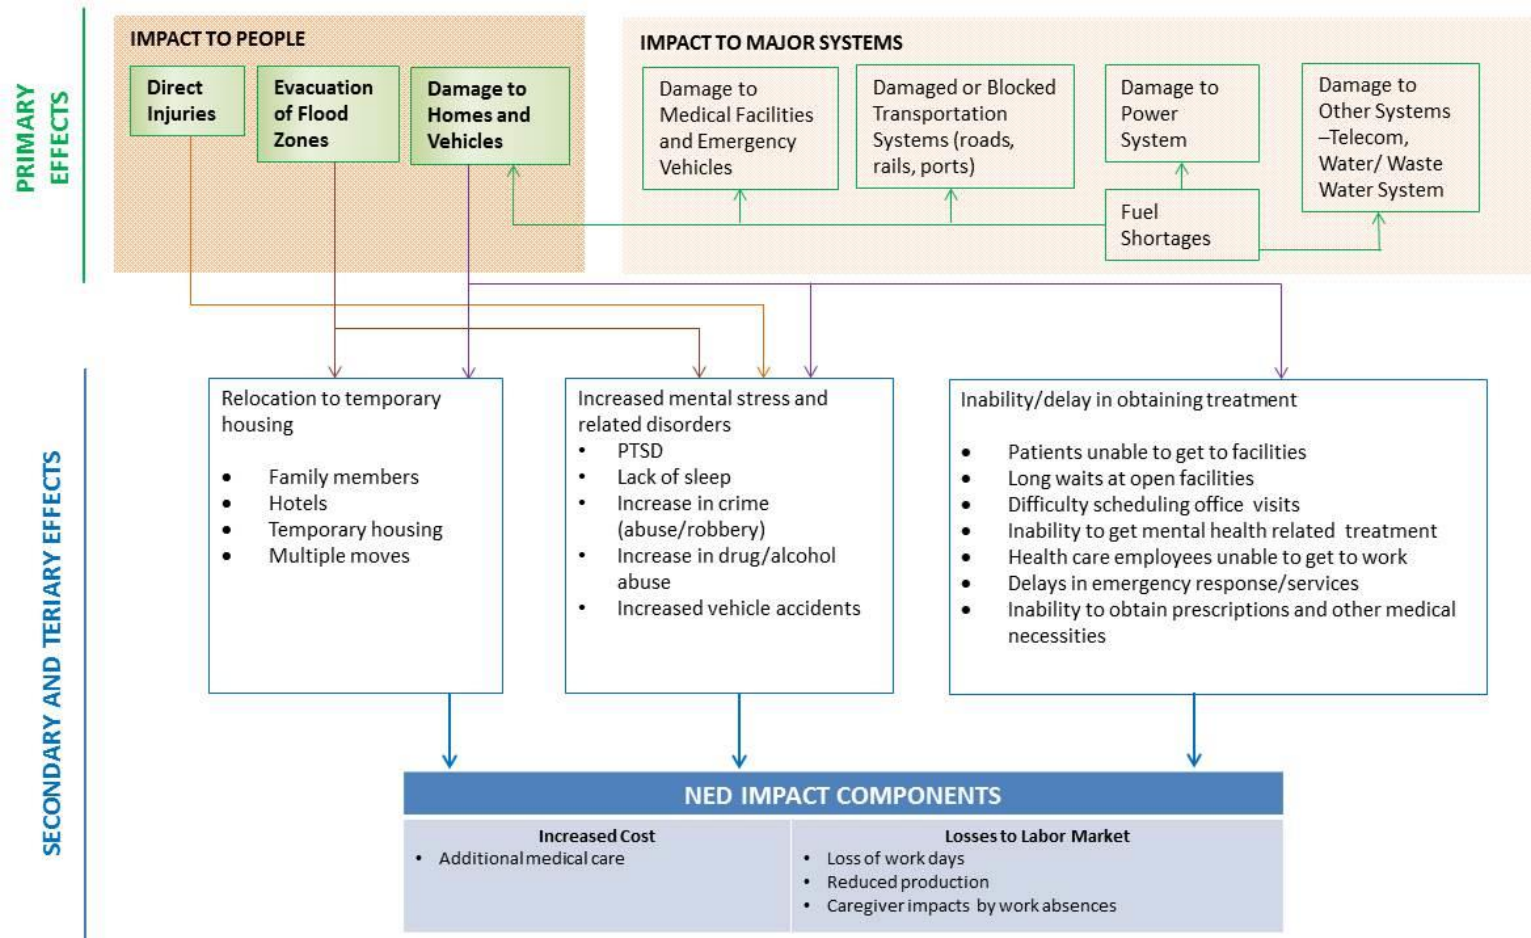 PRIMARY
EFFECTS
IMPACT TO PEOPLE
Direct
Injuries
Evacuation
of Flood
Zones
Damage to
Homes and
Vehicles
IMPACT TO MAJOR SYSTEMS
Damage to
Medical Facilities
and Emergency
Vehicles
Damaged or Blocked
Transportation
Systems (roads,
rails, ports)
Damage to
Power
System
Damage to
Other Systems
–Telecom,
Water/ Waste
Water System
Fuel
Shortages
SECONDARY AND TERIARY EFFECTS
Relocation to temporary
housing
● Family members
● Hotels
● Temporary housing
● Multiple moves
Increased mental stress and
related disorders
• PTSD
• Lack of sleep
• Increase in crime
(abuse/robbery)
• Increase in drug/alcohol
abuse
• Increased vehicle accidents
Inability/delay in obtaining treatment
● Patients unable to get to facilities
● Long waits at open facilities
● Difficulty scheduling office visits
● Inability to get mental health related treatment
● Health care employees unable to get to work
● Delays in emergency response/services
● Inability to obtain prescriptions and other medical
necessities
NED IMPACT COMPONENTS
Increased Cost
• Additional medical care
Losses to Labor Market
• Loss of work days
• Reduced production
• Caregiver impacts by work absences